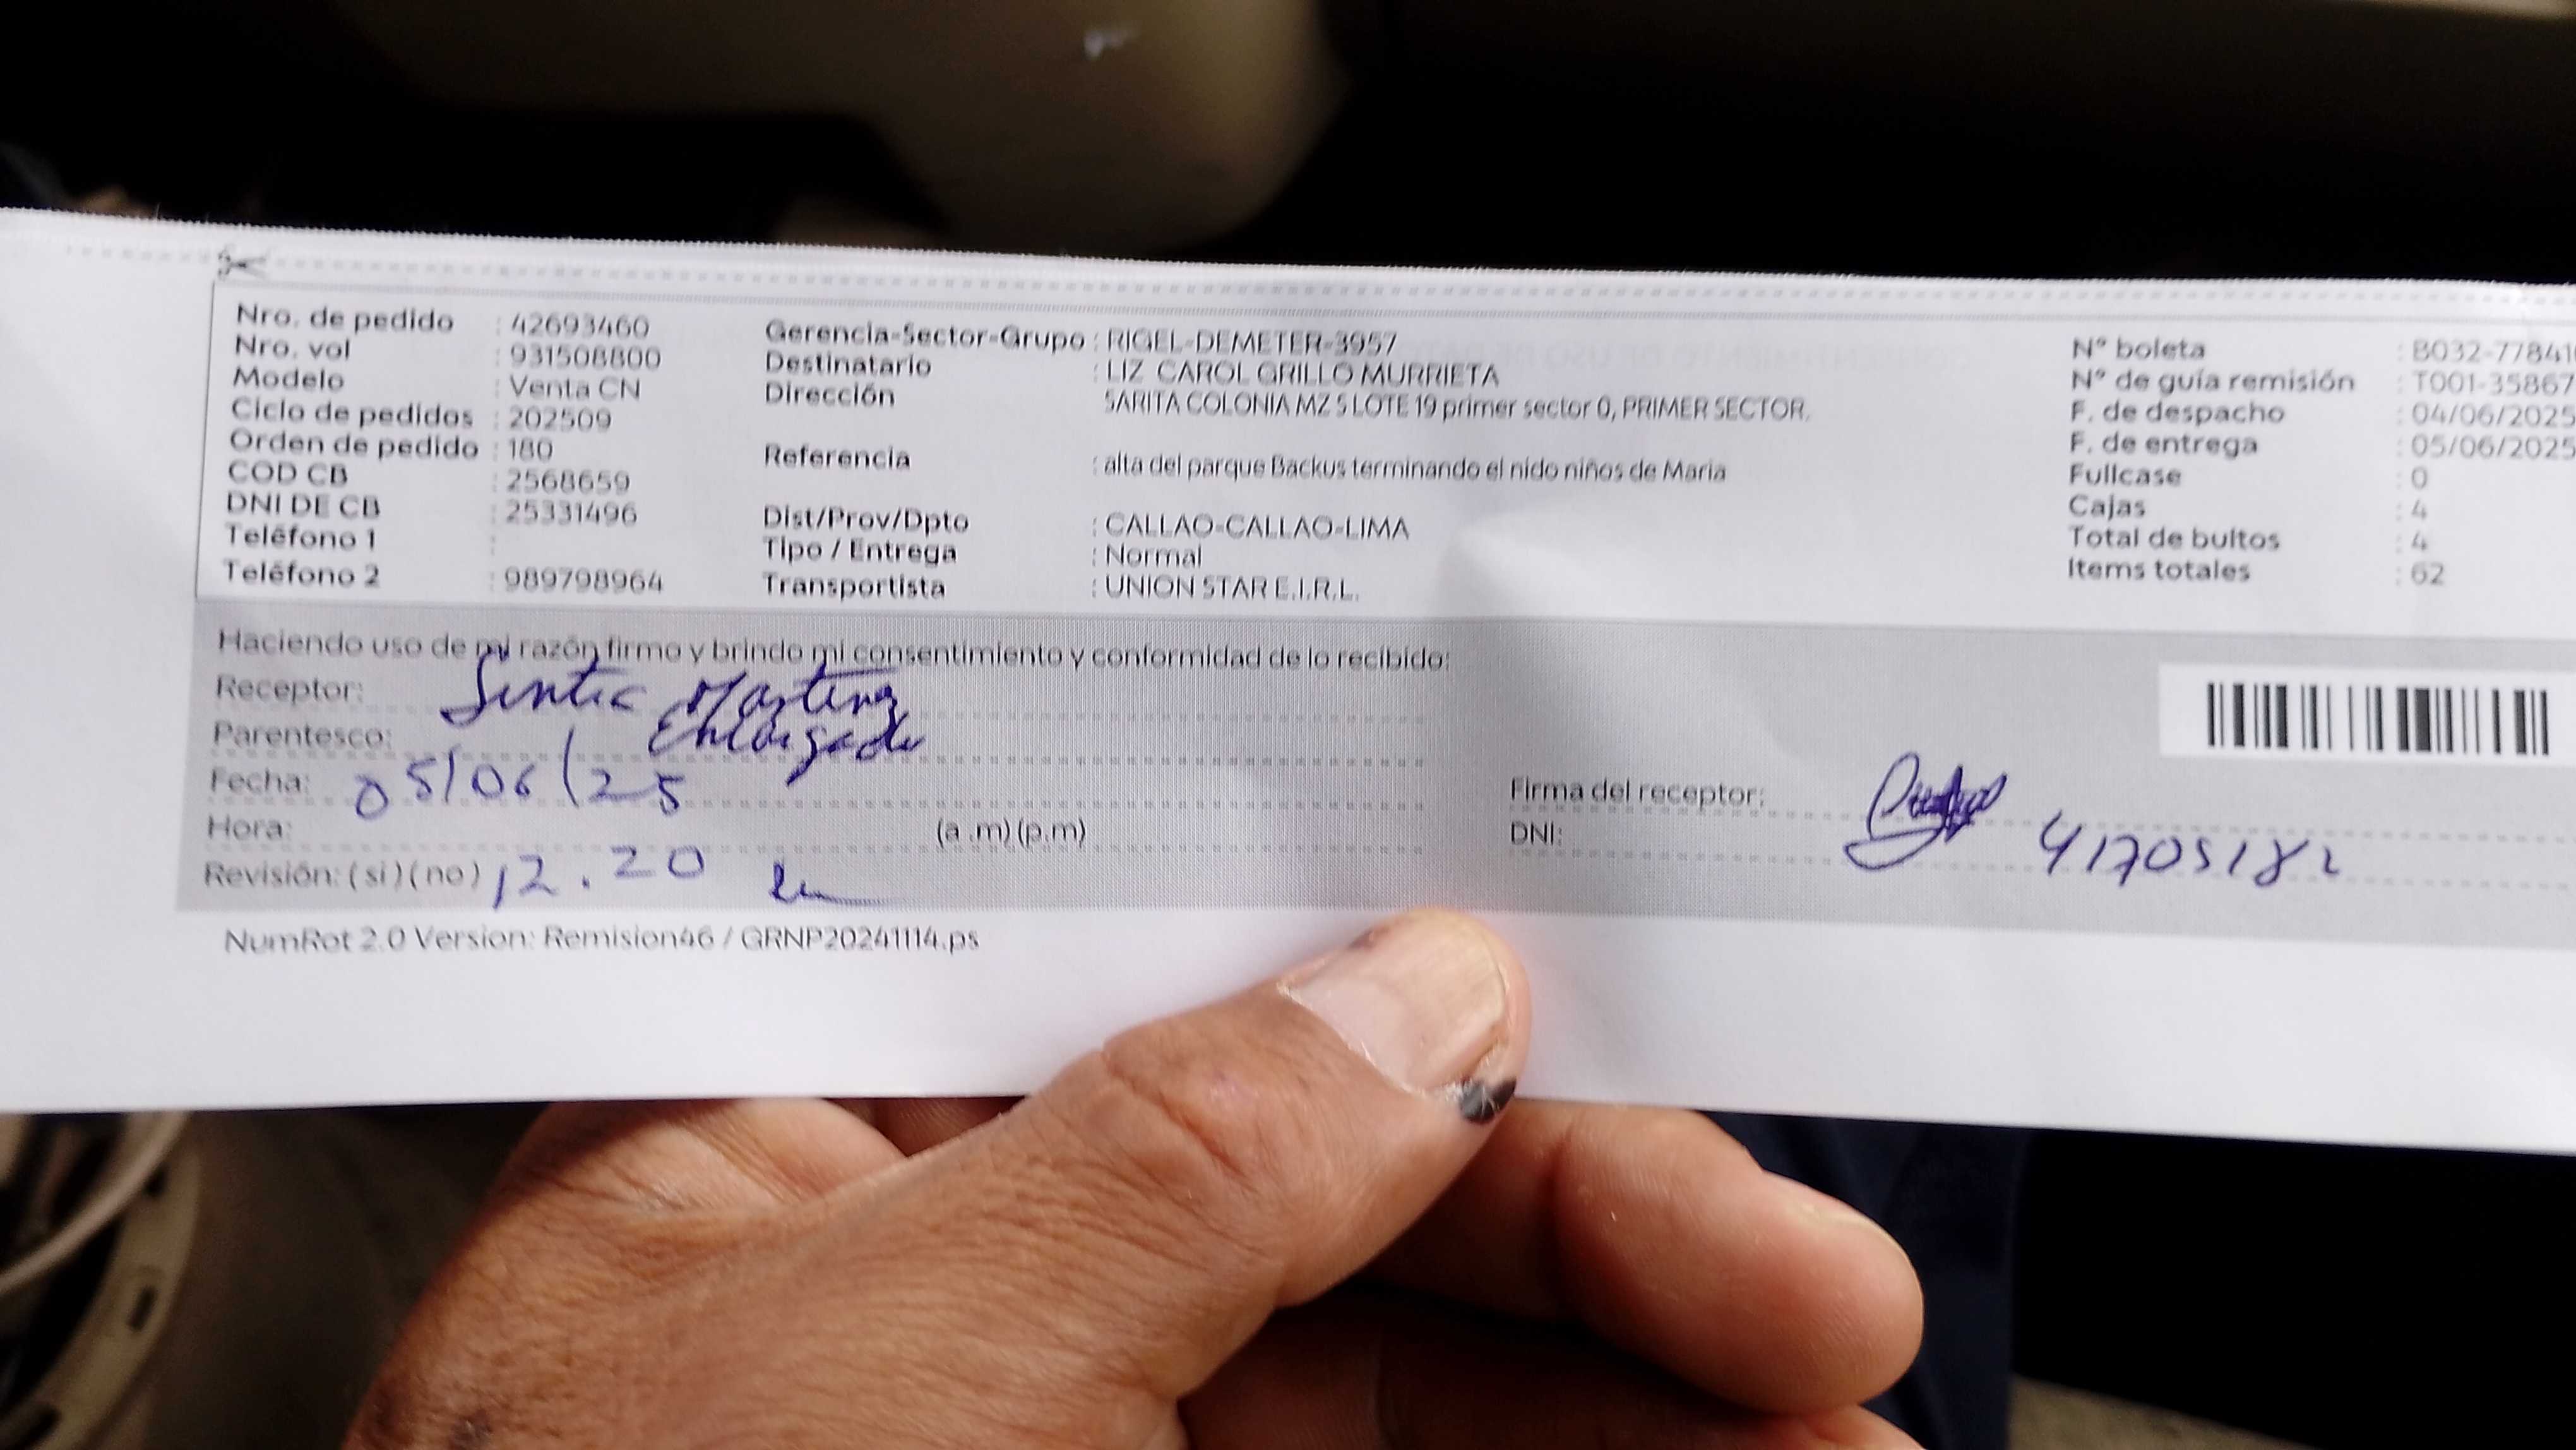 Nro. de pedido : 42693460
Nro. vol : 931508800
Modelo : Venta CN
Ciclo de pedidos : 202509
Orden de pedido : 180
COD CB : 2568659
DNI DE CB : 25331496
Teléfono 1 :
Teléfono 2 : 989798964
Gerencia-Sector-Grupo : RIGEL-DEMETER-3957
Destinatario : LIZ CAROL GRILLO MURRIETA
Dirección SARITA COLONIA MZ S LOTE 19 primer sector 0, PRIMER SECTOR.
Referencia : alta del parque Backus terminando el nido niños de Maria
Dist/Prov/Dpto : CALLAO-CALLAO-LIMA
Tipo / Entrega : Normal
Transportista : UNION STAR E.I.R.L.
N° boleta : B032-77841
N° de guía remisión : T001-35867
F. de despacho : 04/06/2025
F. de entrega : 05/06/2025
Fullcase : 0
Cajas : 4
Total de bultos : 4
Items totales : 62
Haciendo uso de mi razón firmo y brindo mi consentimiento y conformidad de lo recibido:
Receptor: Sintia Martinez
Parentesco: Encargado
Fecha: 05/06/25
Hora: (a .m) (p.m)
Revisión: ( si ) ( no ) 12.20
Firma del receptor:
DNI: 41705182
NumRot 2.0 Version: Remision46 / GRNP20241114.ps